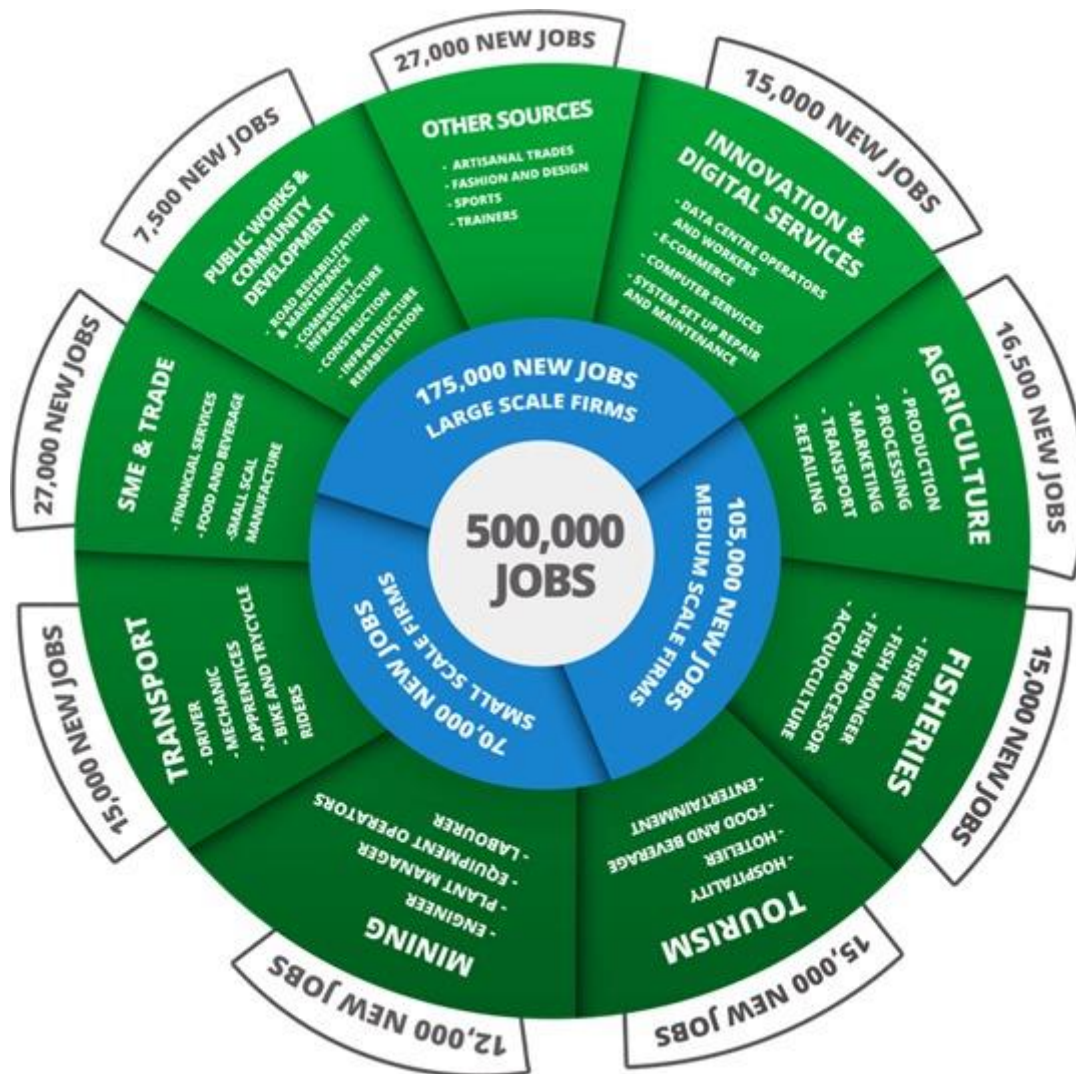 27,000 NEW JOBS
OTHER SOURCES
- ARTISANAL TRADES
- FASHION AND DESIGN
- SPORTS
- TRAINERS
15,000 NEW JOBS
INNOVATION &
DIGITAL SERVICES
- DATA CENTRE OPERATORS
AND WORKERS
- E-COMMERCE
- COMPUTER SERVICES
- SYSTEM SET UP REPAIR
AND MAINTENANCE
16,500 NEW JOBS
AGRICULTURE
- PRODUCTION
- PROCESSING
- MARKETING
- TRANSPORT
- RETAILING
15,000 NEW JOBS
FISHERIES
- FISHER
- FISH MONGER
- FISH PROCESSOR
- ACQUQCULTURE
15,000 NEW JOBS
TOURISM
- HOSPITALITY
- HOTELIER
- FOOD AND BEVERAGE
- ENTERTAINMENT
12,000 NEW JOBS
MINING
- ENGINEER
- PLANT MANAGER
- EQUIPMENT OPERATORS
- LABOURER
15,000 NEW JOBS
TRANSPORT
- DRIVER
- MECHANIC
- APPRENTICES
- BIKE AND TRYCYCLE
RIDERS
27,000 NEW JOBS
SME & TRADE
- FINANCIAL SERVICES
- FOOD AND BEVERAGE
-SMALL SCAL
MANUFACTURE
7,500 NEW JOBS
PUBLIC WORKS &
COMMUNITY
DEVELOPMENT
- ROAD REHABILITATION
& MAINTENANCE
- COMMUNITY
INFRASTRUCTURE
- CONSTRUCTION
- INFRASTRUCTURE
REHABILITATION
175,000 NEW JOBS
LARGE SCALE FIRMS
105,000 NEW JOBS
MEDIUM SCALE FIRMS
70,000 NEW JOBS
SMALL SCALE FIRMS
500,000
JOBS